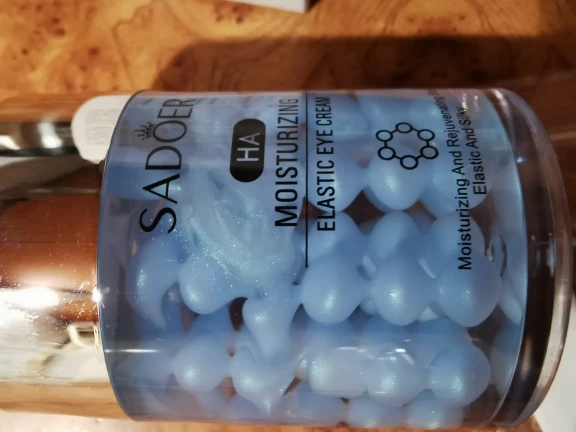 SADOER
HA
MOISTURIZING
ELASTIC EYE CREAM
Moisturizing And Rejuvenating
Elastic And Silky